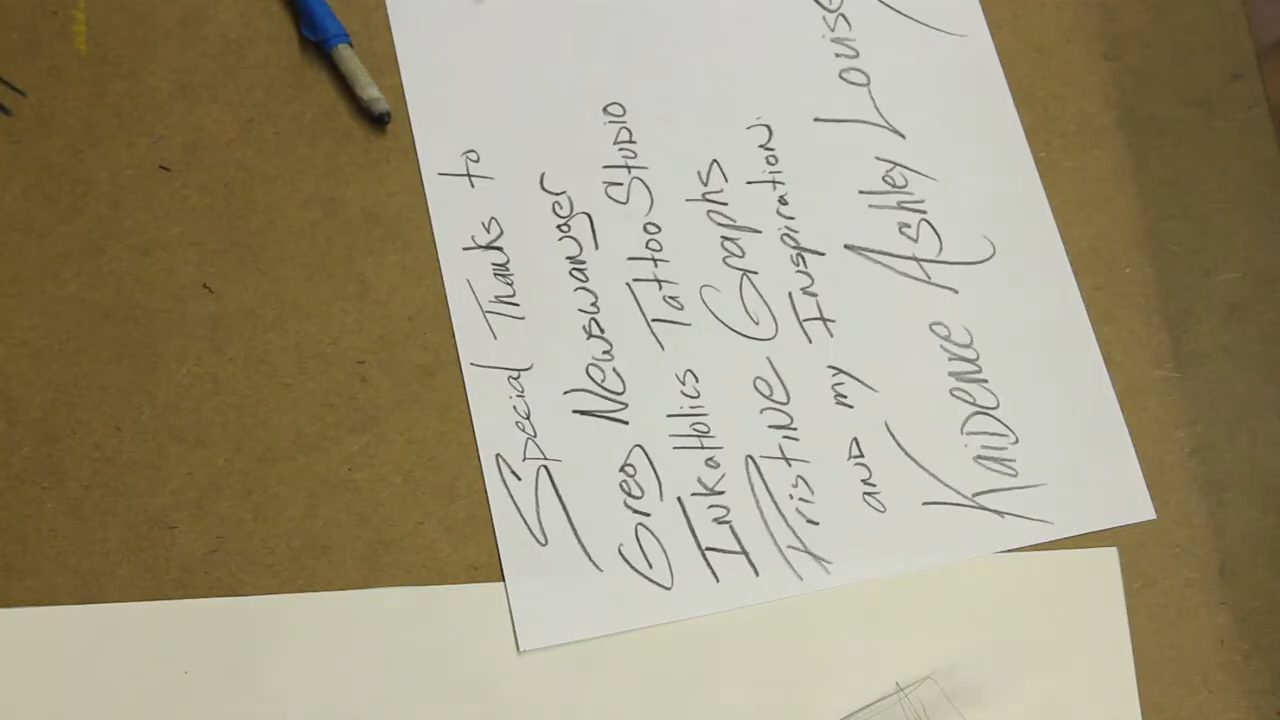 Special Thanks to
Greg Newswanger
Inkaholics Tattoo Studio
Pristine Graphs
and my Inspiration.
Kaidence Ashley Louise